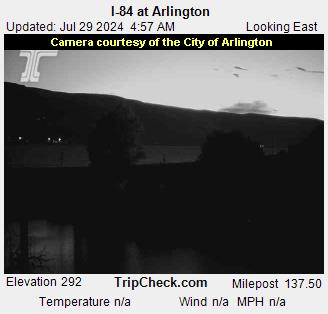 I-84 at Arlington
Updated: Jul 29 2024 4:57 AM Looking East
Camera courtesy of the City of Arlington
Elevation 292 TripCheck.com Milepost 137.50
Temperature n/a Wind n/a MPH n/a